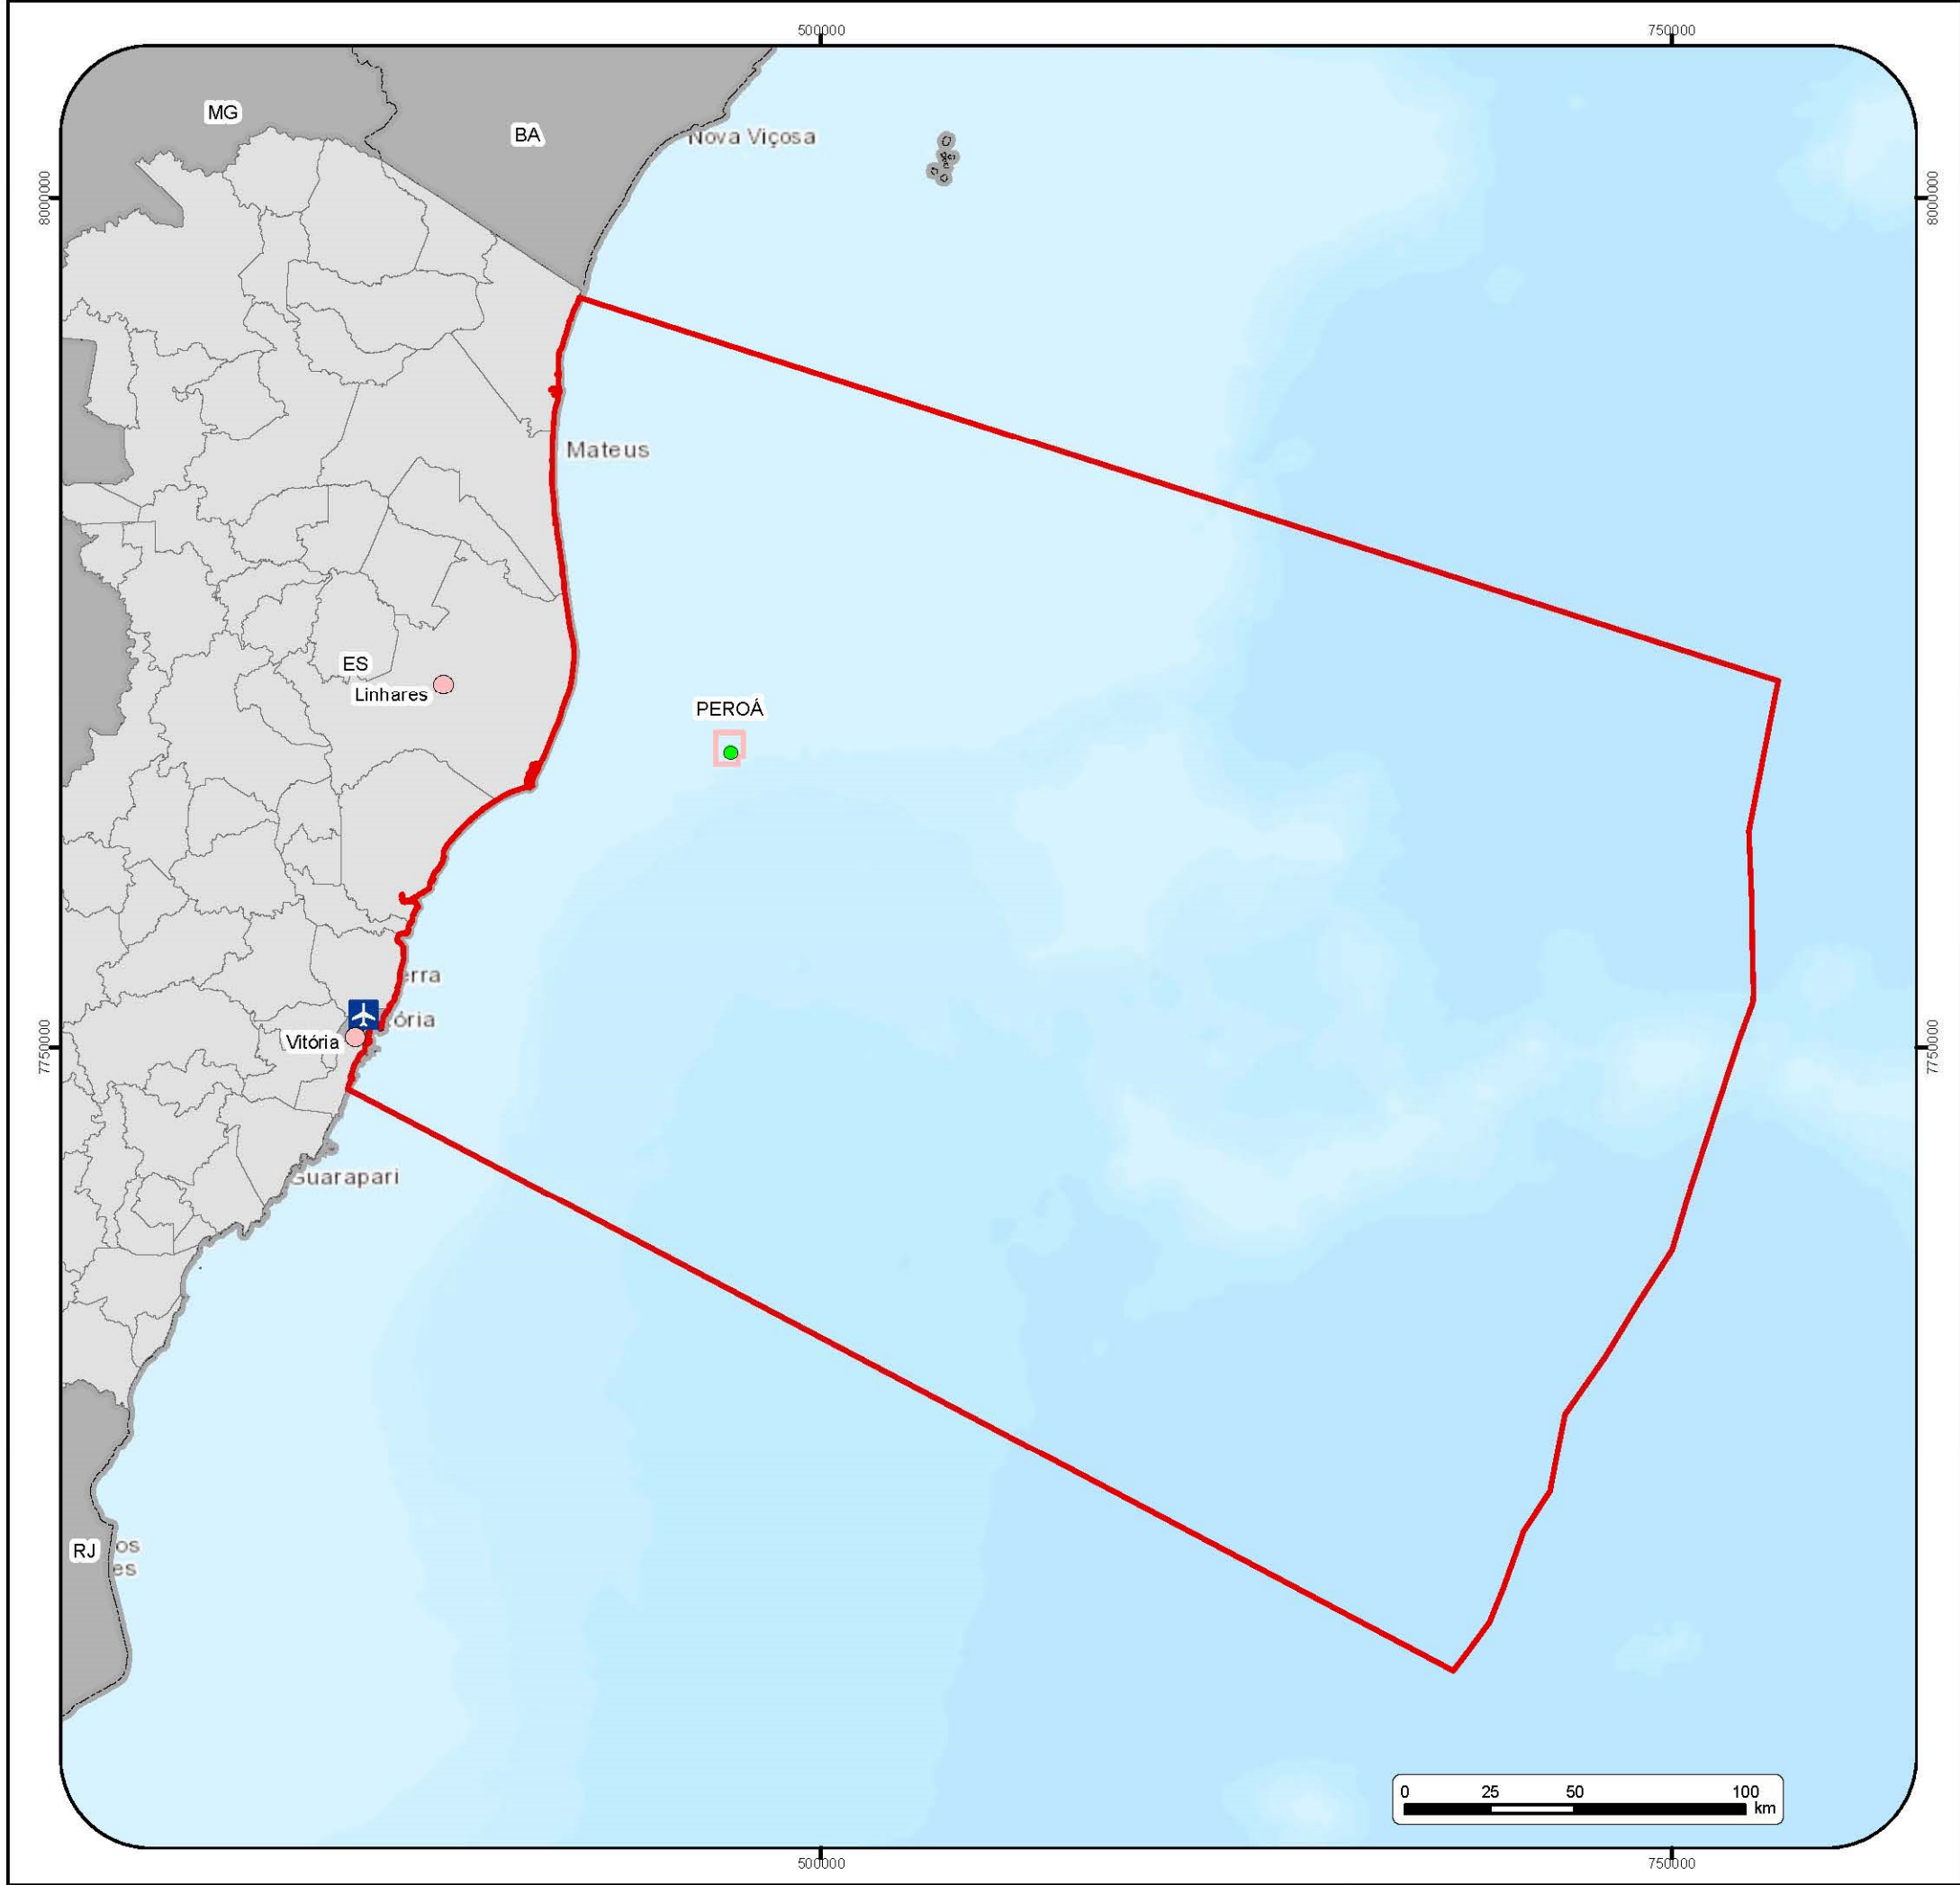 500000
750000
MG
BA
Nova Viçosa
8000000
8000000
Mateus
ES
Linhares
PEROÁ
erra
ória
Vitória
7750000
7750000
Guarapari
RJ
os
es
0 25 50 100
km
500000
750000